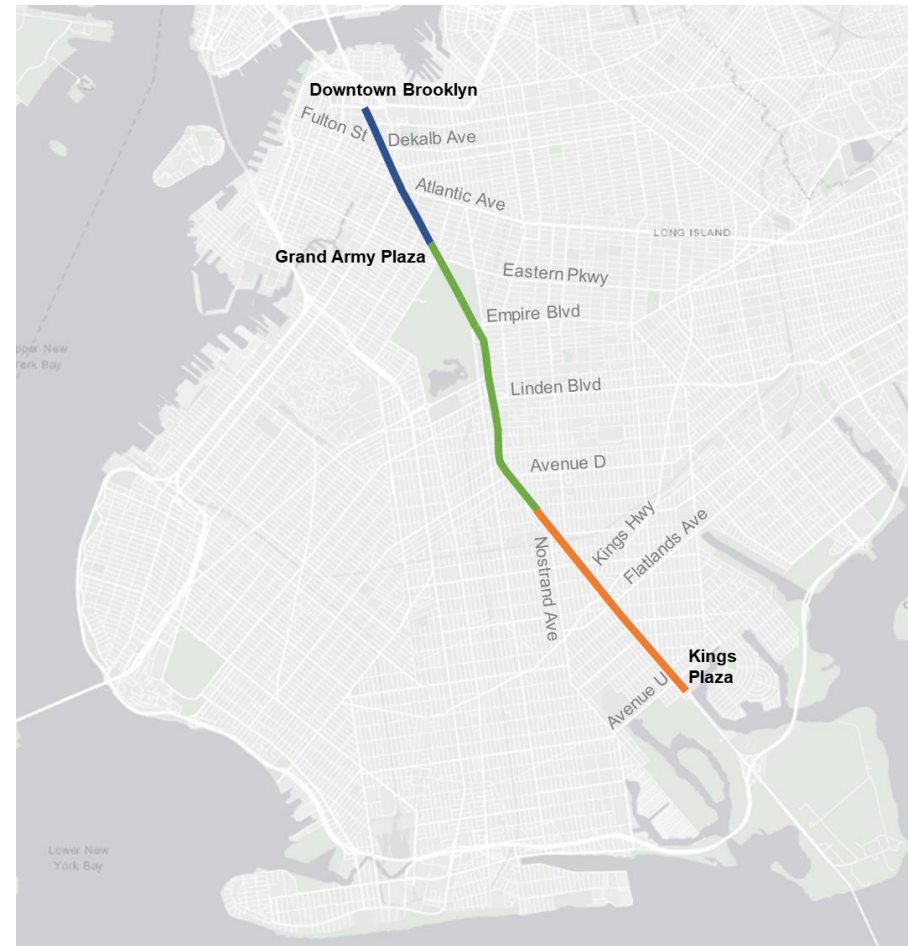 Downtown Brooklyn
Fulton St
Dekalb Ave
Atlantic Ave
LONG ISLAND
Grand Army Plaza
Eastern Pkwy
Empire Blvd
pper New
York Bay
Linden Blvd
Avenue D
Kings Hwy
Flatlands Ave
Nostrand Ave
Kings
Plaza
Avenue U
Lower New
York Bay